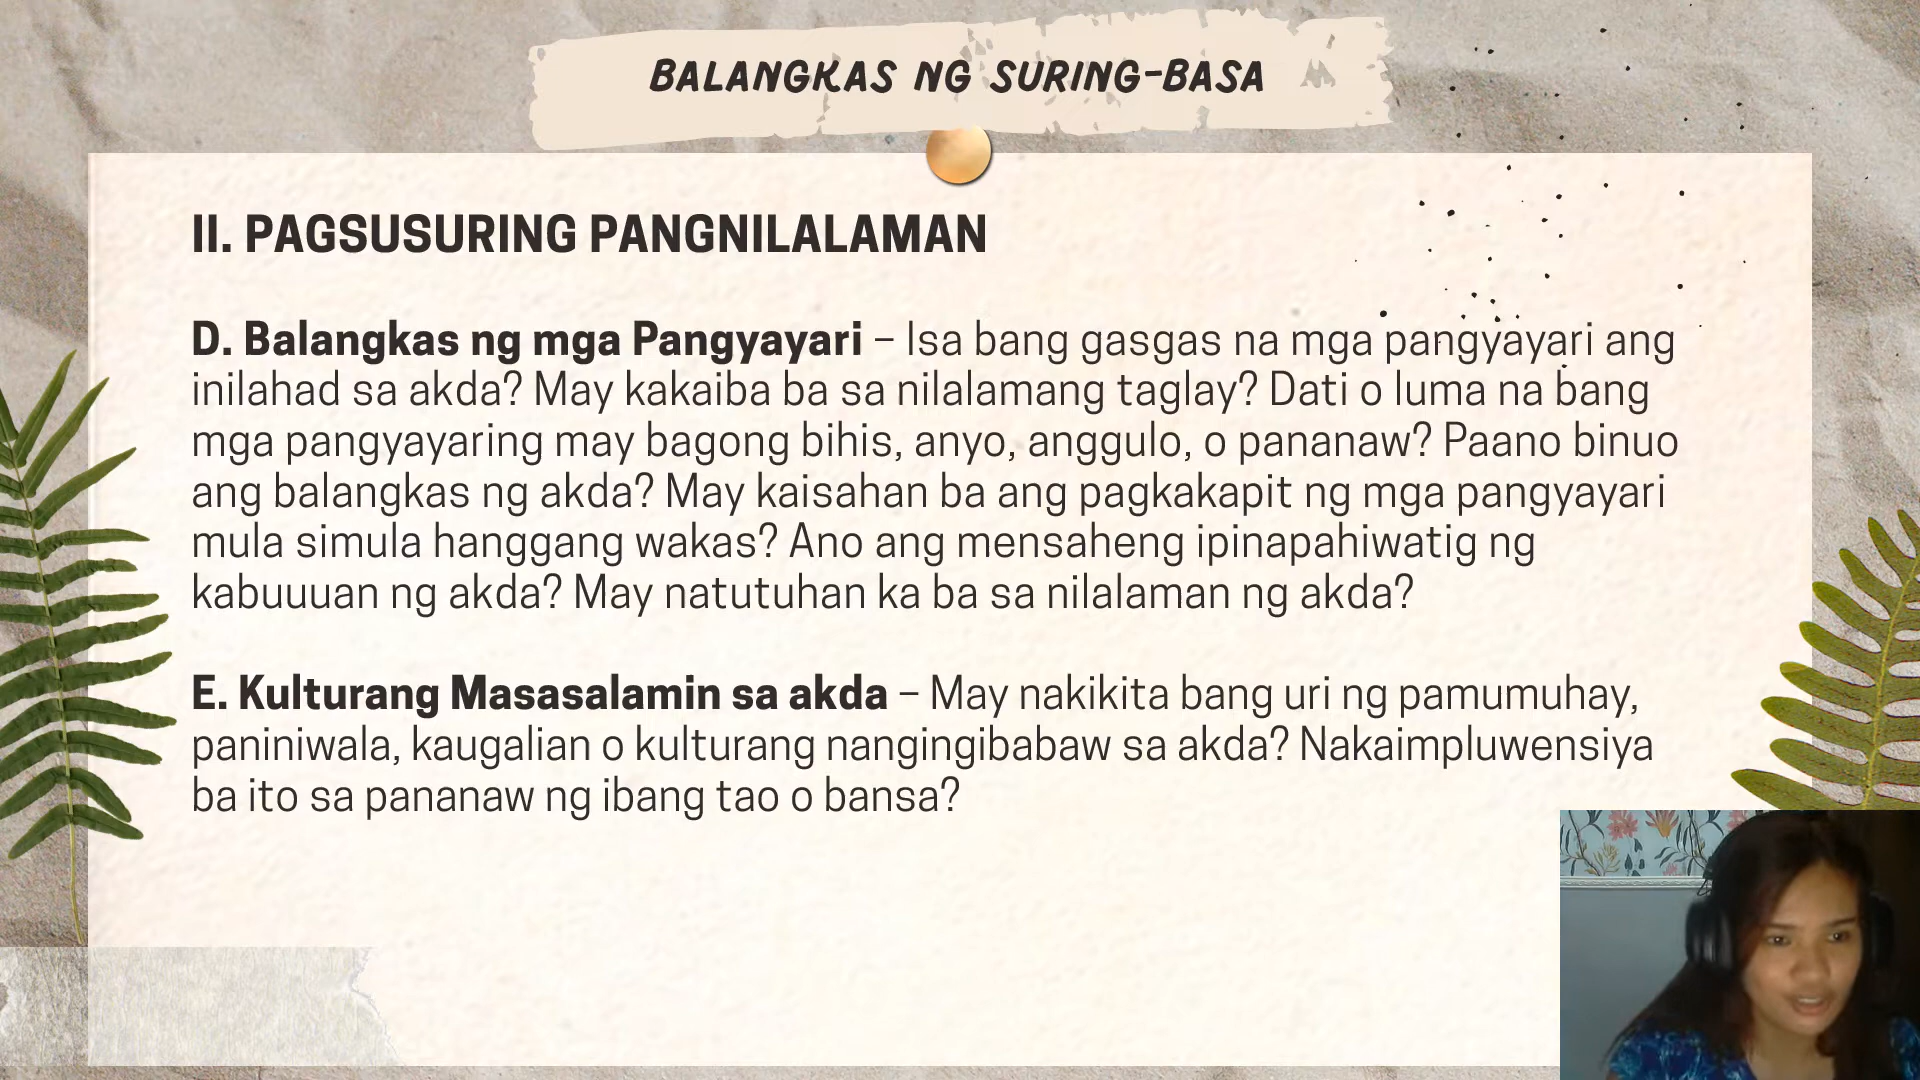 BALANGKAS NG SURING-BASA
II. PAGSUSURING PANGNILALAMAN
D. Balangkas ng mga Pangyayari – Isa bang gasgas na mga pangyayari ang
inilahad sa akda? May kakaiba ba sa nilalamang taglay? Dati o luma na bang
mga pangyayaring may bagong bihis, anyo, anggulo, o pananaw? Paano binuo
ang balangkas ng akda? May kaisahan ba ang pagkakapit ng mga pangyayari
mula simula hanggang wakas? Ano ang mensaheng ipinapahiwatig ng
kabuuuan ng akda? May natutuhan ka ba sa nilalaman ng akda?
E. Kulturang Masasalamin sa akda – May nakikita bang uri ng pamumuhay,
paniniwala, kaugalian o kulturang nangingibabaw sa akda? Nakaimpluwensiya
ba ito sa pananaw ng ibang tao o bansa?